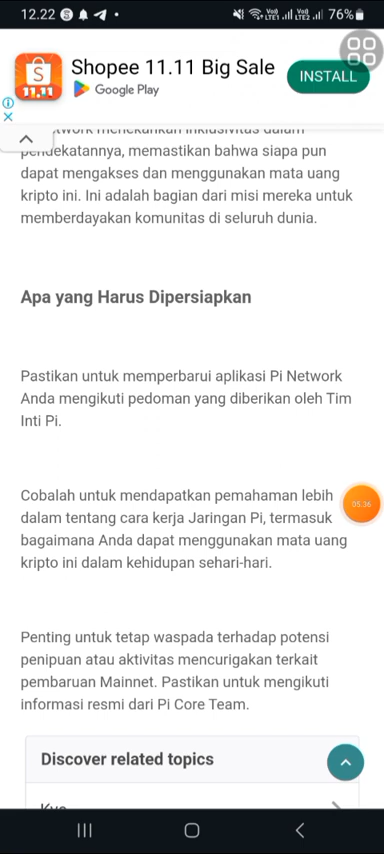 12.22
76%
Shopee 11.11 Big Sale
Google Play
INSTALL
S
11.11
dalam
pendekatannya, memastikan bahwa siapa pun
dapat mengakses dan menggunakan mata uang
kripto ini. Ini adalah bagian dari misi mereka untuk
memberdayakan komunitas di seluruh dunia.
Apa yang Harus Dipersiapkan
Pastikan untuk memperbarui aplikasi Pi Network
Anda mengikuti pedoman yang diberikan oleh Tim
Inti Pi.
Cobalah untuk mendapatkan pemahaman lebih
dalam tentang cara kerja Jaringan Pi, termasuk
bagaimana Anda dapat menggunakan mata uang
kripto ini dalam kehidupan sehari-hari.
05:36
Penting untuk tetap waspada terhadap potensi
penipuan atau aktivitas mencurigakan terkait
pembaruan Mainnet. Pastikan untuk mengikuti
informasi resmi dari Pi Core Team.
Discover related topics